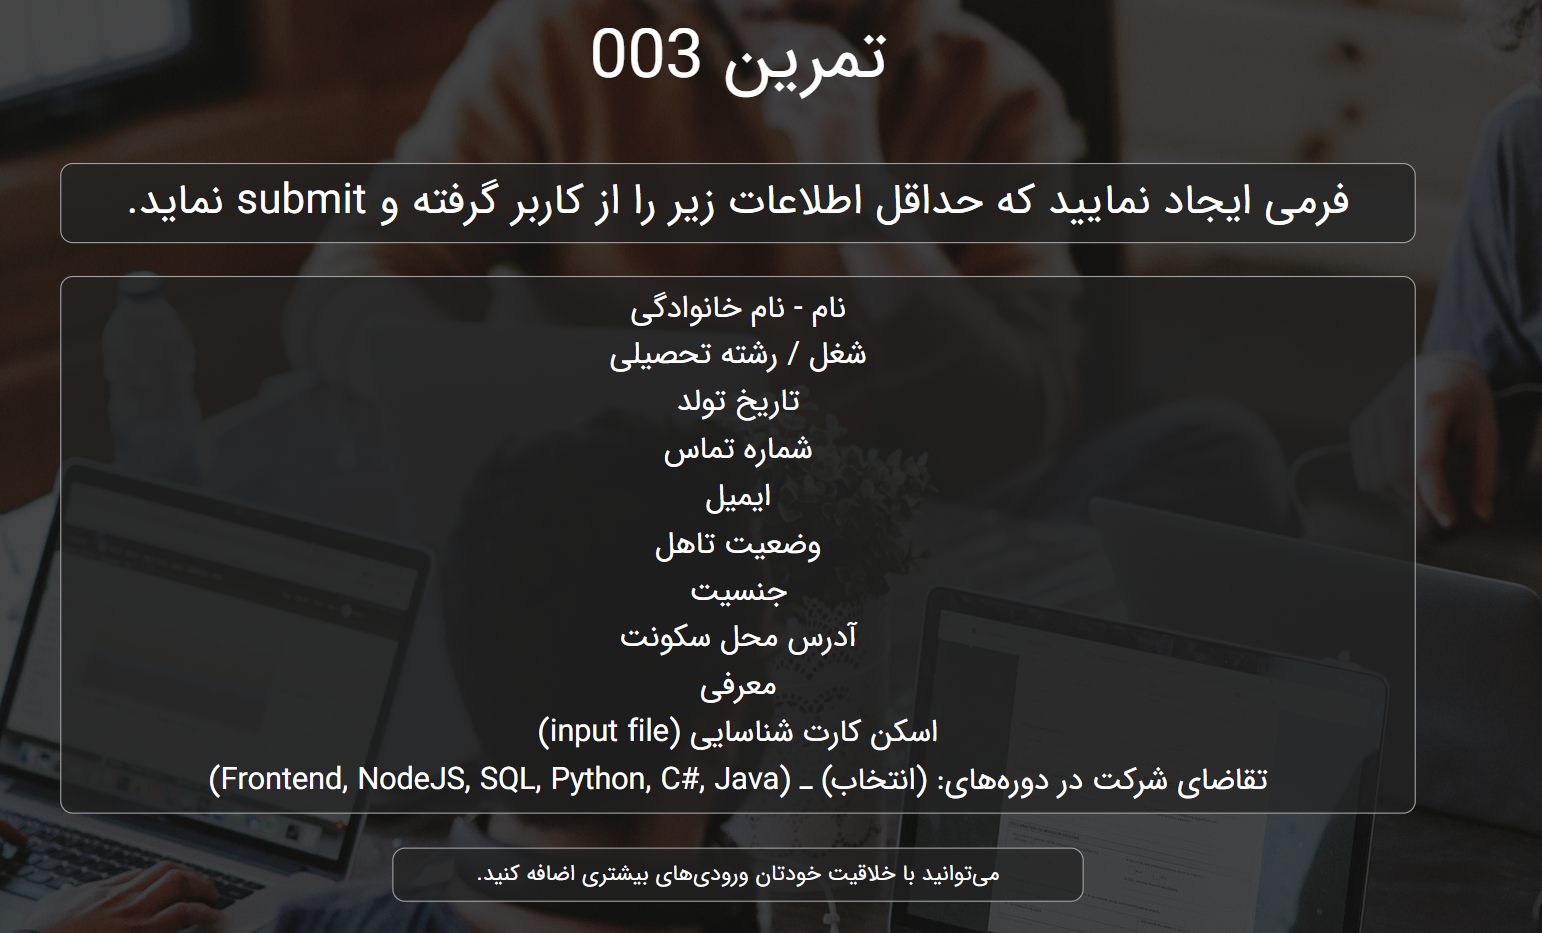 تمرین 003
فرمی ایجاد نمایید که حداقل اطلاعات زیر را از کاربر گرفته و submit نماید.
نام - نام خانوادگی
شغل / رشته تحصیلی
تاریخ تولد
شماره تماس
ایمیل
وضعیت تاهل
جنسیت
آدرس محل سکونت
معرفی
اسکن کارت شناسایی (input file)
تقاضای شرکت در دوره‌های: (انتخاب) ـ (Frontend, NodeJS, SQL, Python, C#, Java)
می‌توانید با خلاقیت خودتان ورودی‌های بیشتری اضافه کنید.